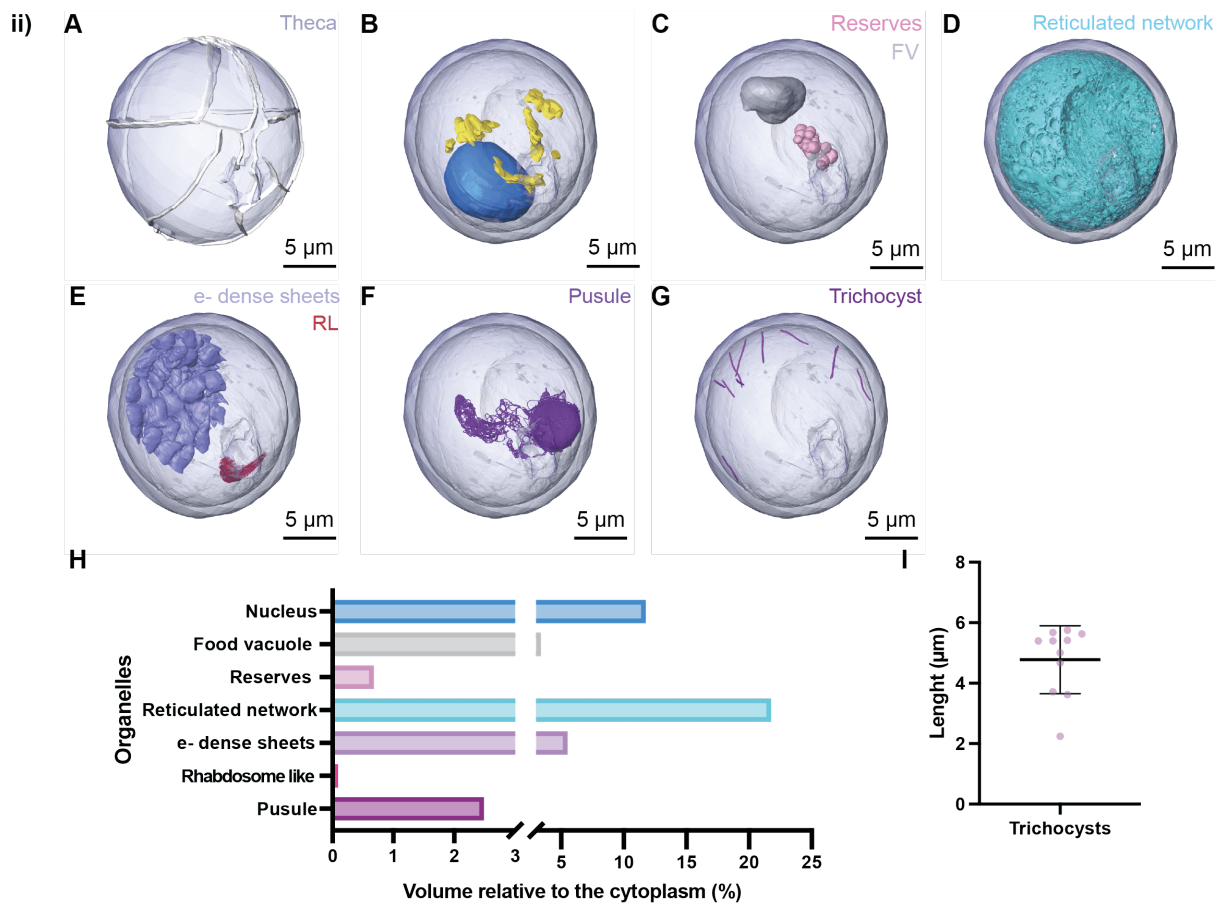 ii)
A
Theca
5 µm
B
5 µm
C
Reserves
FV
5 µm
D
Reticulated network
5 µm
E
e- dense sheets
RL
5 µm
F
Pusule
5 µm
G
Trichocyst
5 µm
H
Organelles
Nucleus
Food vacuole
Reserves
Reticulated network
e- dense sheets
Rhabdosome like
Pusule
0 1 2 3 5 10 15 20 25
Volume relative to the cytoplasm (%)
I
Lenght (µm)
8
6
4
2
0
Trichocysts